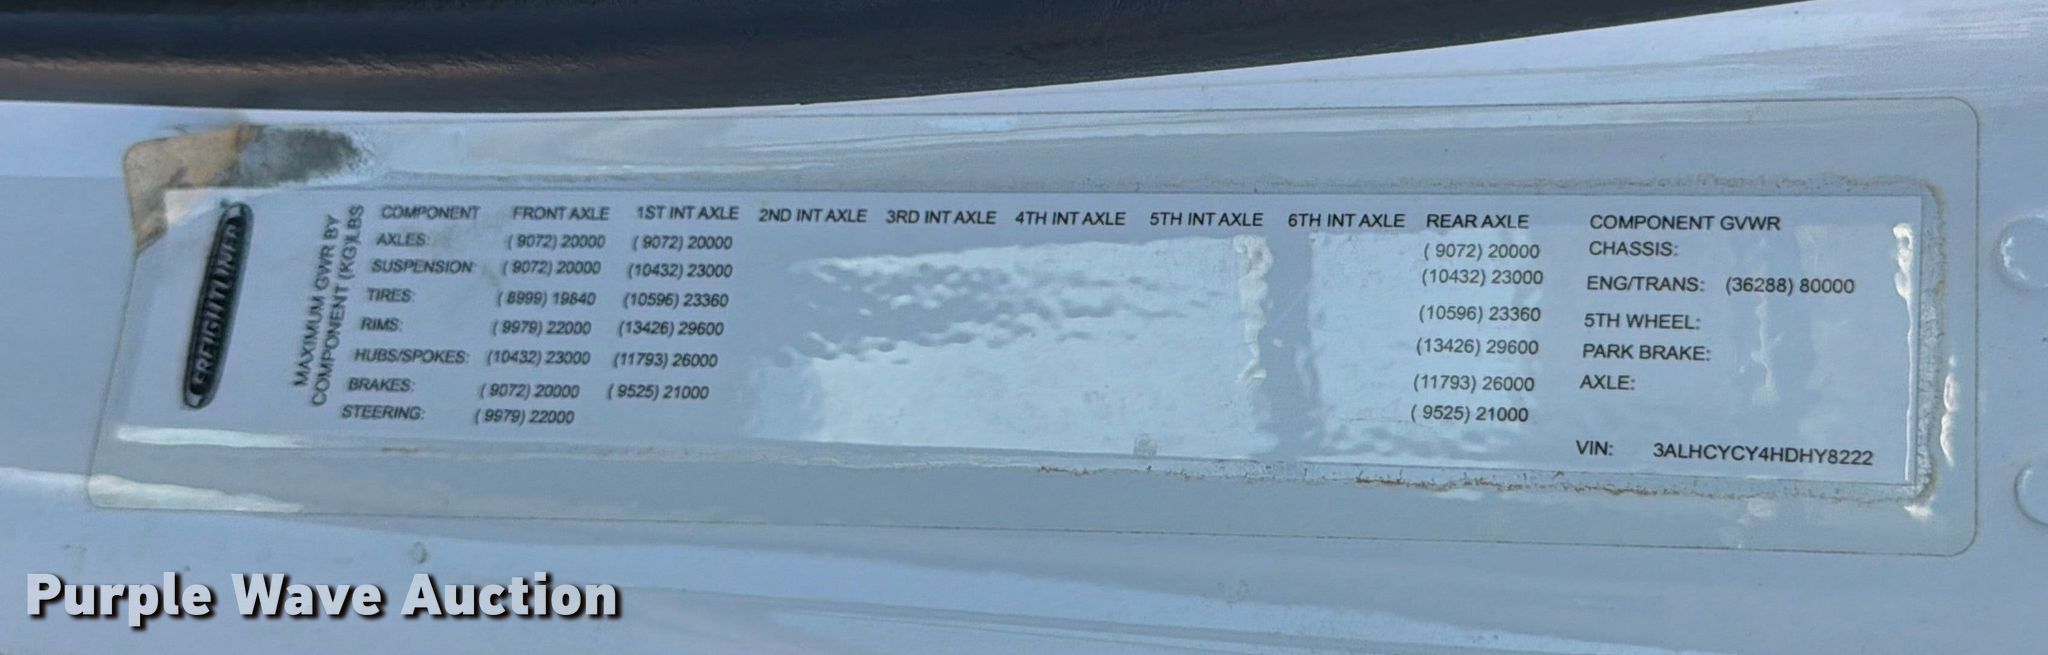 FREIGHTLINER
MAXIMUM GWR BY
COMPONENT (KG)LBS
COMPONENT FRONT AXLE 1ST INT AXLE 2ND INT AXLE 3RD INT AXLE 4TH INT AXLE 5TH INT AXLE 6TH INT AXLE REAR AXLE COMPONENT GVWR
AXLES: ( 9072) 20000 ( 9072) 20000 ( 9072) 20000 CHASSIS:
SUSPENSION: ( 9072) 20000 (10432) 23000 (10432) 23000 ENG/TRANS: (36288) 80000
TIRES: ( 8999) 19840 (10596) 23360 (10596) 23360 5TH WHEEL:
RIMS: ( 9979) 22000 (13426) 29600 (13426) 29600 PARK BRAKE:
HUBS/SPOKES: (10432) 23000 (11793) 26000 (11793) 26000 AXLE:
BRAKES: ( 9072) 20000 ( 9525) 21000 ( 9525) 21000
STEERING: ( 9979) 22000
VIN: 3ALHCYCY4HDHY8222
Purple Wave Auction